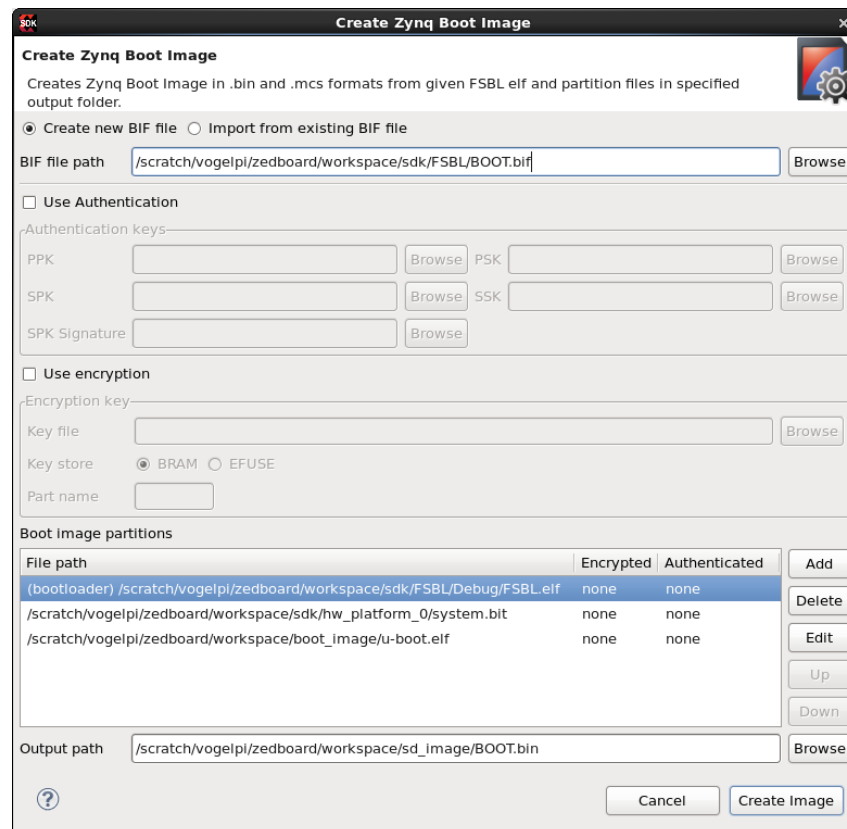 SDK
Create Zynq Boot Image
Create Zynq Boot Image
Creates Zynq Boot Image in .bin and .mcs formats from given FSBL elf and partition files in specified
output folder.
Create new BIF file Import from existing BIF file
BIF file path /scratch/vogelpi/zedboard/workspace/sdk/FSBL/BOOT.bif Browse
Use Authentication
Authentication keys
PPK Browse PSK Browse
SPK Browse SSK Browse
SPK Signature Browse
Use encryption
Encryption key
Key file Browse
Key store BRAM EFUSE
Part name
Boot image partitions
File path Encrypted Authenticated Add
(bootloader) /scratch/vogelpi/zedboard/workspace/sdk/FSBL/Debug/FSBL.elf none none
Delete
/scratch/vogelpi/zedboard/workspace/sdk/hw_platform_0/system.bit none none
/scratch/vogelpi/zedboard/workspace/boot_image/u-boot.elf none none Edit
Up
Down
Output path /scratch/vogelpi/zedboard/workspace/sd_image/BOOT.bin Browse
? Cancel Create Image